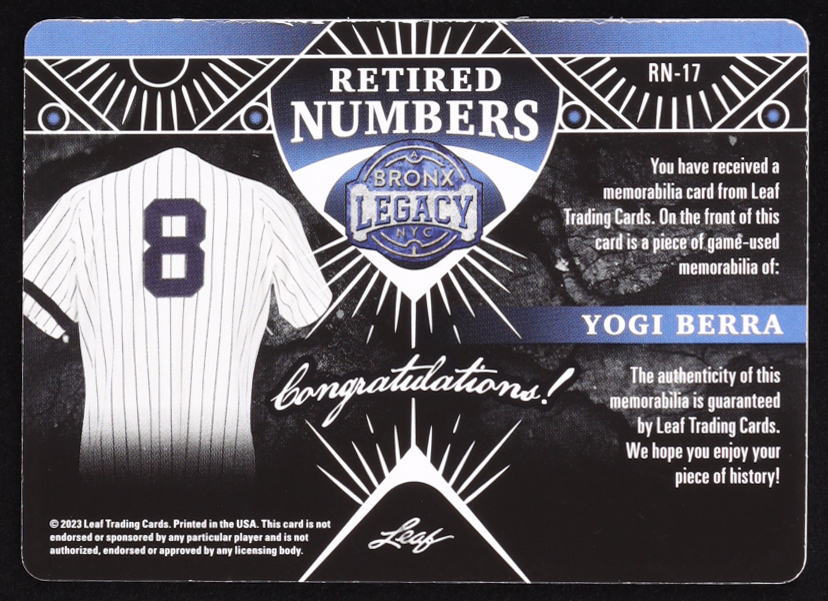 RETIRED
NUMBERS
RN-17
BRONX
LEGACY
NYC
8
You have received a
memorabilia card from Leaf
Trading Cards. On the front of this
card is a piece of game-used
memorabilia of:
YOGI BERRA
Congratulations!
The authenticity of this
memorabilia is guaranteed
by Leaf Trading Cards.
We hope you enjoy your
piece of history!
© 2023 Leaf Trading Cards. Printed in the USA. This card is not
endorsed or sponsored by any particular player and is not
authorized, endorsed or approved by any licensing body.
Leaf